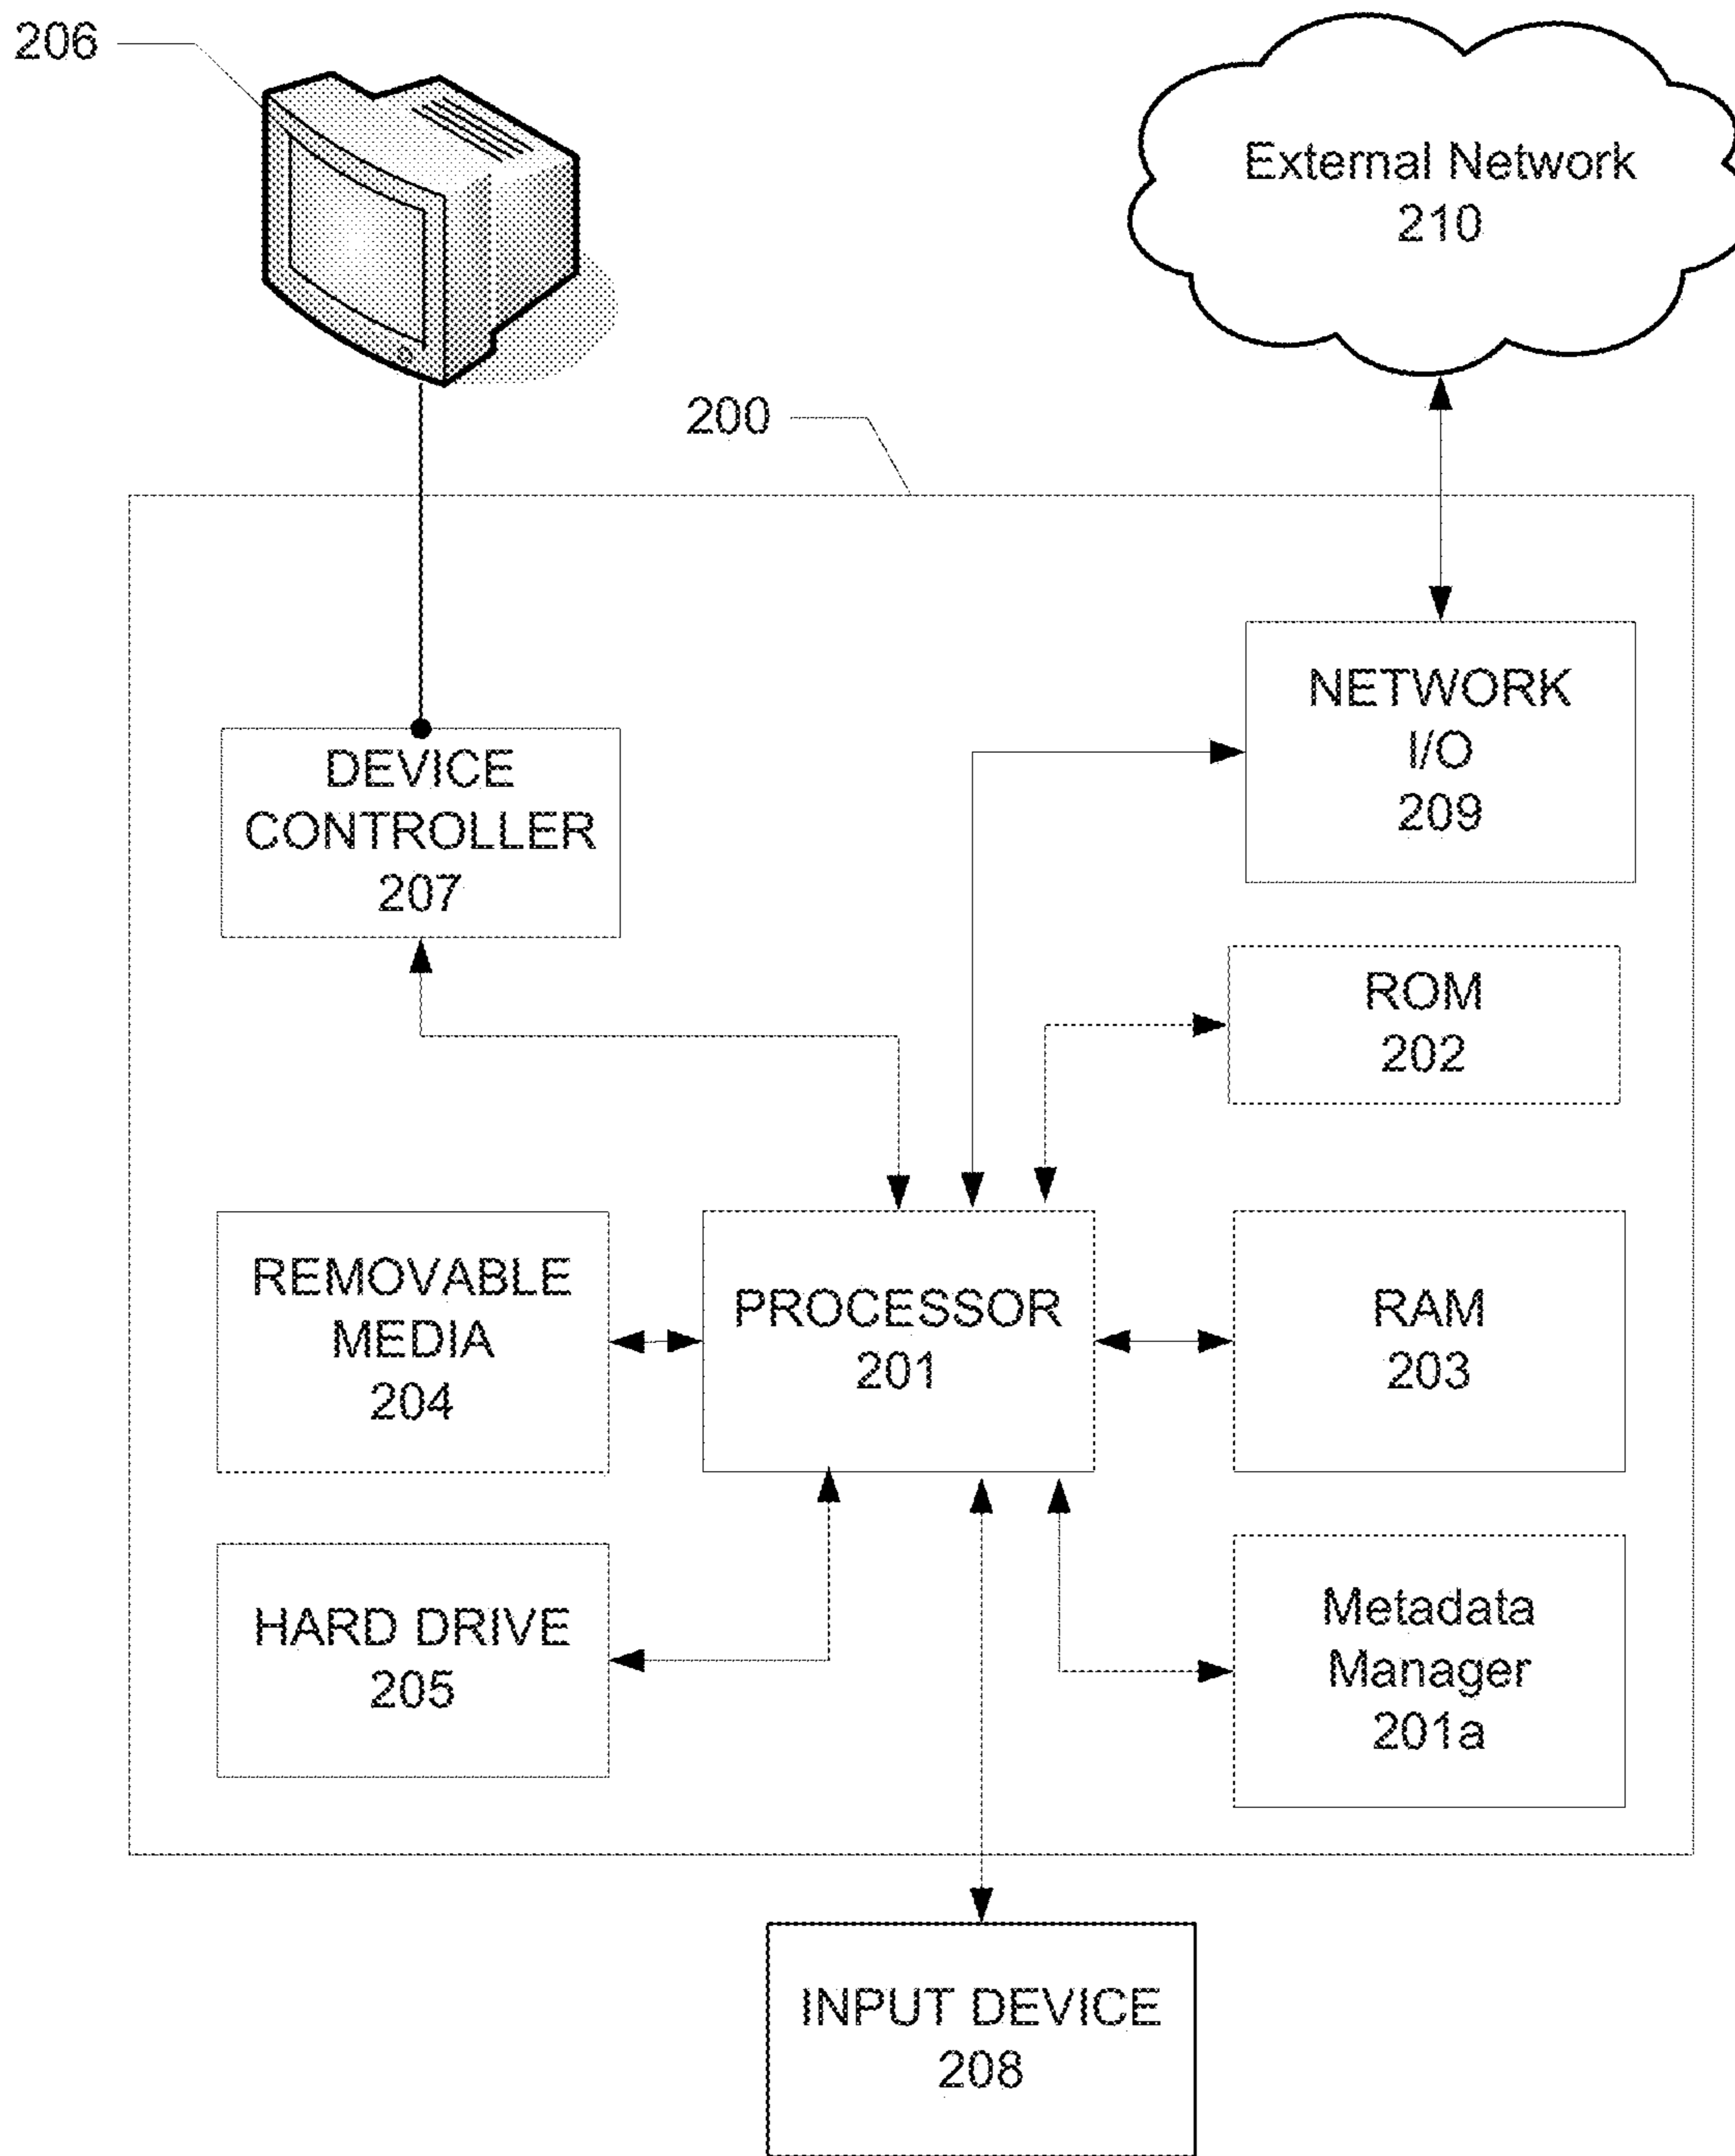 206
External Network
210
200
NETWORK
I/O
209
DEVICE
CONTROLLER
207
ROM
202
REMOVABLE
MEDIA
204
PROCESSOR
201
RAM
203
HARD DRIVE
205
Metadata
Manager
201a
INPUT DEVICE
208